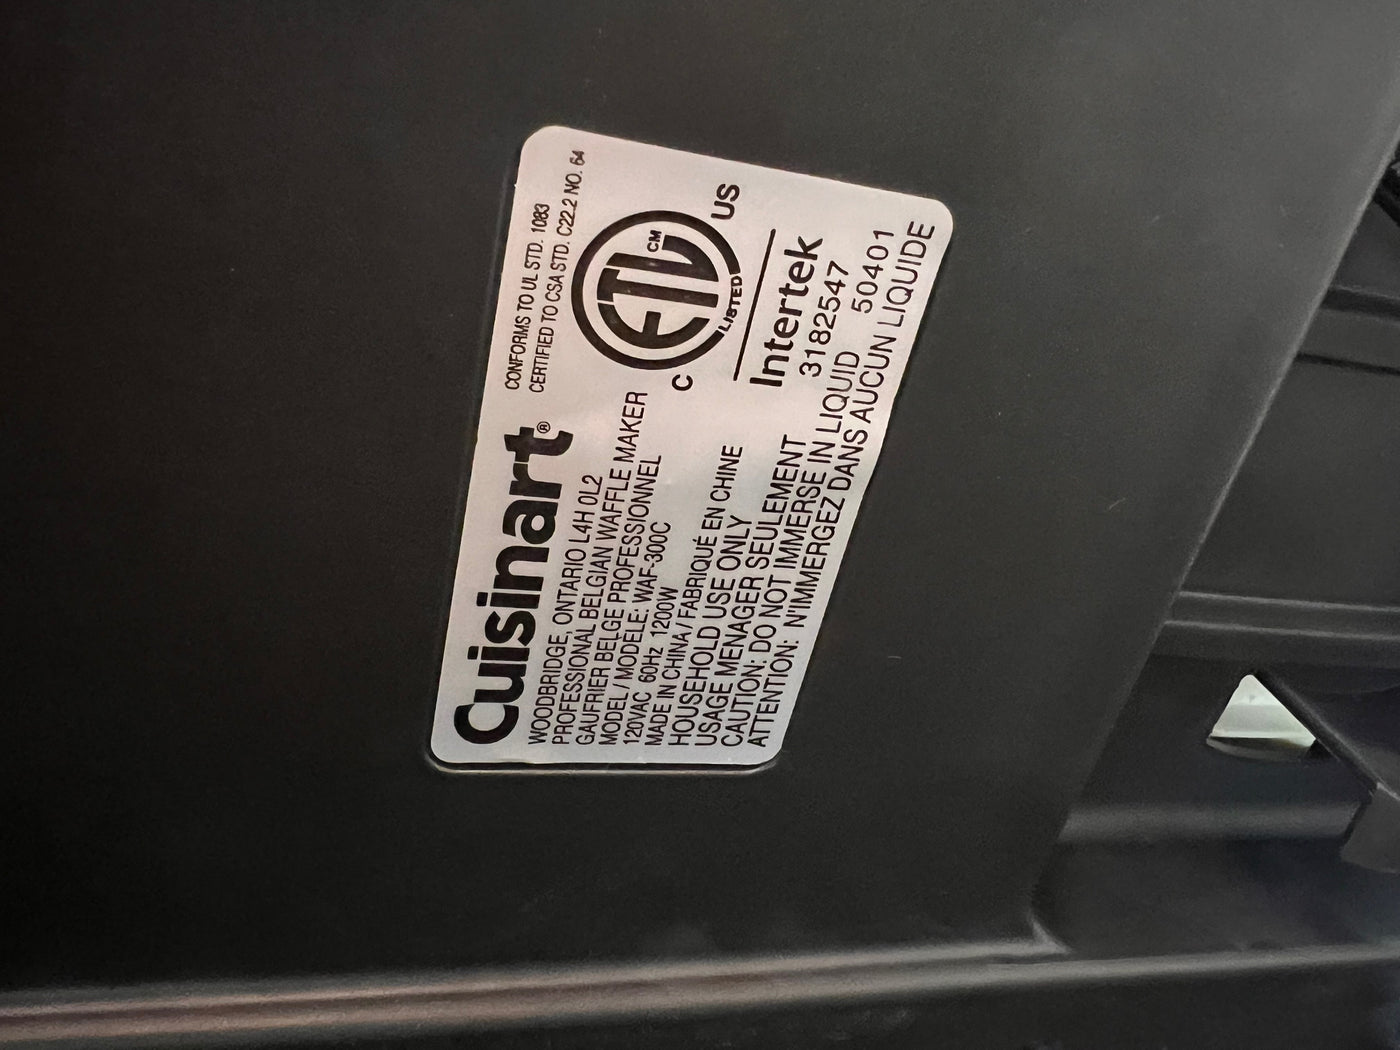 Cuisinart®
WOODBRIDGE, ONTARIO L4H 0L2
PROFESSIONAL BELGIAN WAFFLE MAKER
GAUFRIER BELGE PROFESSIONNEL
MODEL / MODELE: WAF-300C
120VAC 60Hz 1200W
MADE IN CHINA / FABRIQUÉ EN CHINE
HOUSEHOLD USE ONLY
USAGE MENAGER SEULEMENT
CAUTION: DO NOT IMMERSE IN LIQUID
ATTENTION: N'IMMERGEZ DANS AUCUN LIQUIDE
CONFORMS TO UL STD. 1083
CERTIFIED TO CSA STD. C22.2 NO. 64
ETL CM
C LISTED US
Intertek
3182547
50401